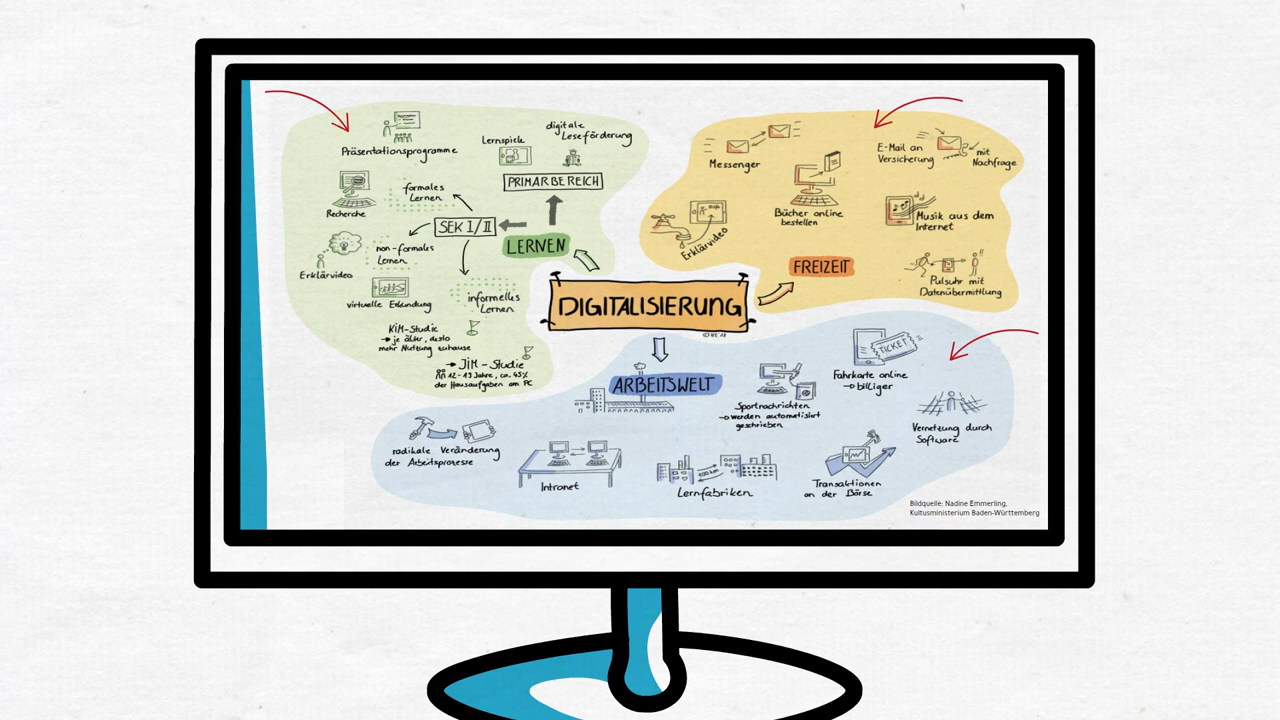 Präsentationsprogramme
Lernspiele
digitale
Leseförderung
PRIMARBEREICH
Recherche
formales
Lernen
SEK I/II
LERNEN
non-formales
Lernen
Erklärvideo
virtuelle Erkundung
informelles
Lernen
KIM-Studie
→ je älter, desto
mehr Nutzung zuhause
→ JIM-Studie
12-19 Jahre, ca. 45%
der Hausaufgaben am PC
Messenger
E-Mail an
Versicherung
mit
Nachfrage
Bücher online
bestellen
Musik aus dem
Internet
Erklärvideo
FREIZEIT
Pulsuhr mit
Datenübermittlung
DIGITALISIERUNG
ARBEITSWELT
TICKET
Fahrkarte online
→ billiger
Sportnachrichten
→ werden automatisiert
geschrieben
Vernetzung durch
Software
radikale Veränderung
der Arbeitsprozesse
Intranet
100 km
Lernfabriken
Transaktionen
an der Börse
Bildquelle: Nadine Emmerling,
Kultusministerium Baden-Württemberg